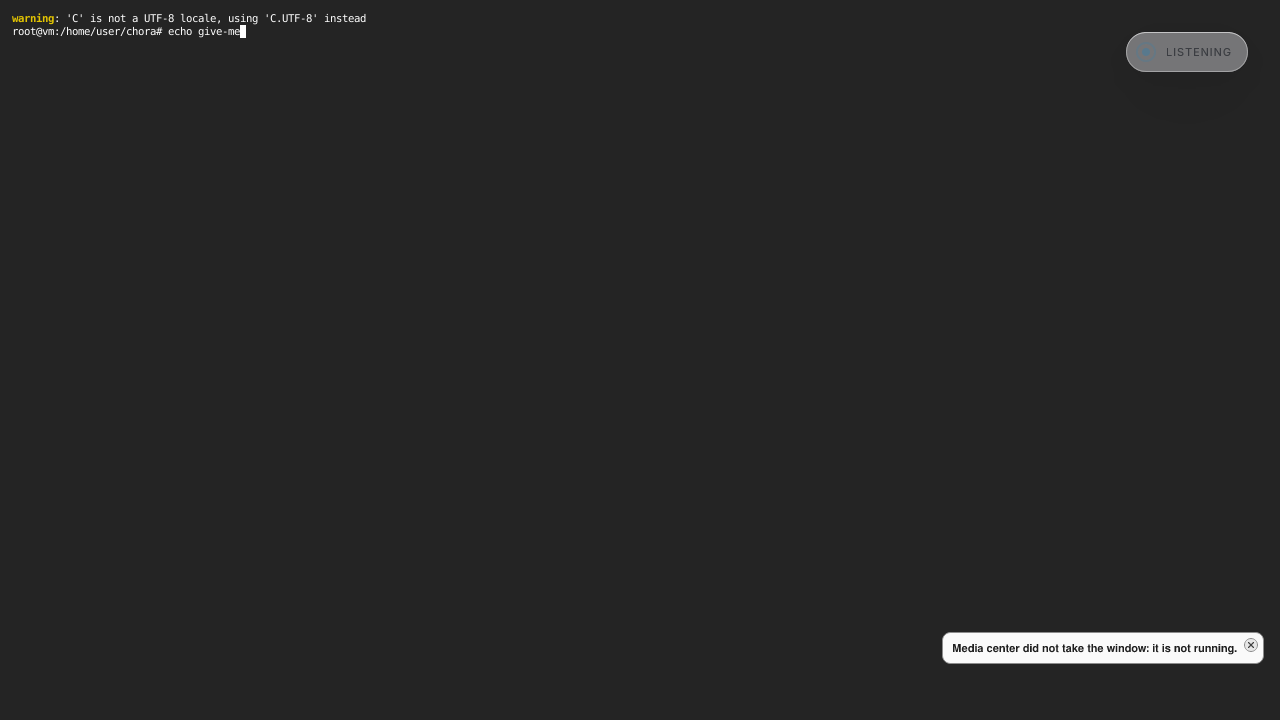 warning: 'C' is not a UTF-8 locale, using 'C.UTF-8' instead
root@vm:/home/user/chora# echo give-me
LISTENING
Media center did not take the window: it is not running.